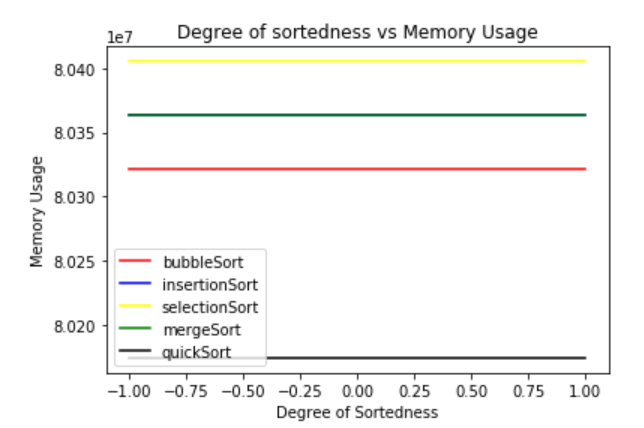 Degree of sortedness vs Memory Usage
1e7
8.040
8.035
8.030
8.025
8.020
Memory Usage
bubbleSort
insertionSort
selectionSort
mergeSort
quickSort
−1.00 −0.75 −0.50 −0.25 0.00 0.25 0.50 0.75 1.00
Degree of Sortedness